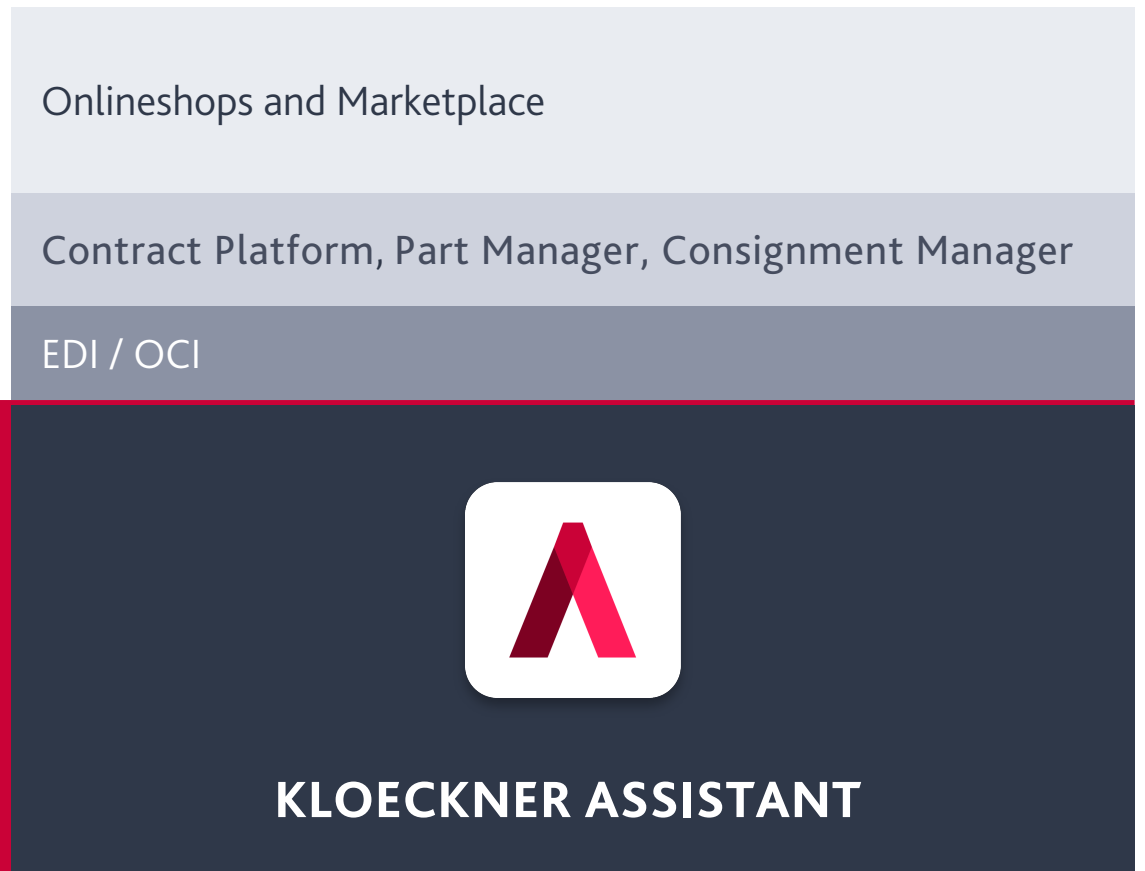 Onlineshops and Marketplace
Contract Platform, Part Manager, Consignment Manager
EDI / OCI
KLOECKNER ASSISTANT